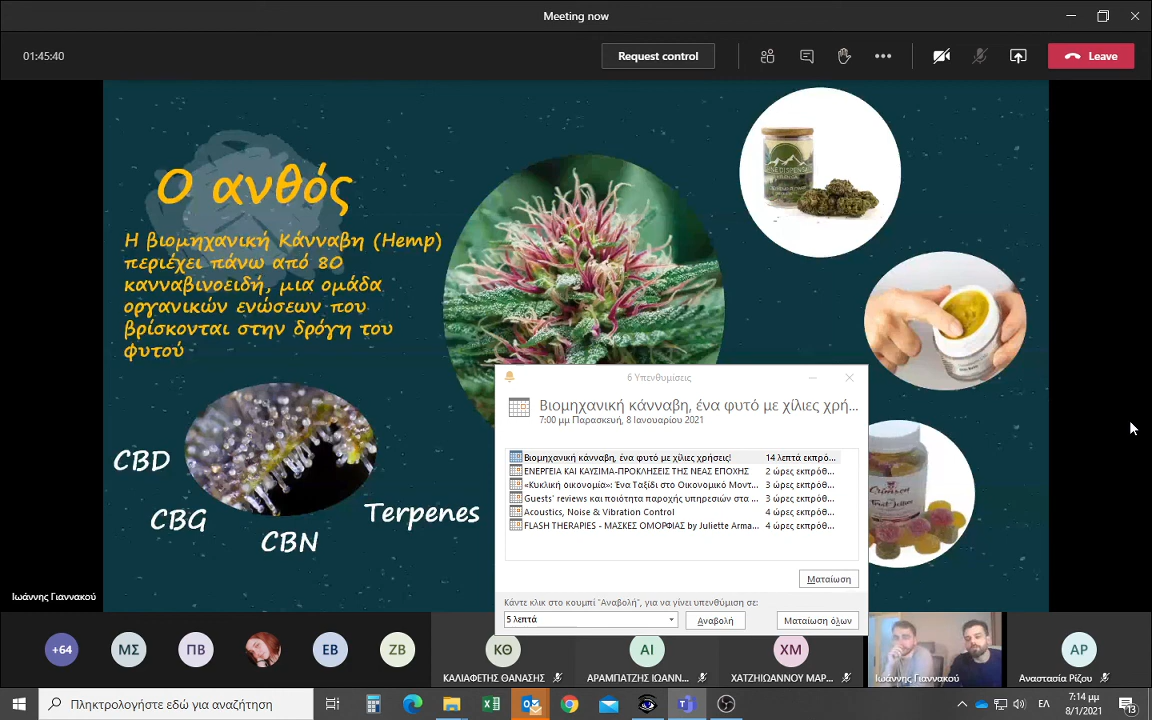 Meeting now
01:45:40
Request control
Leave
Ο ανθός
Η βιομηχανική Κάνναβη (Hemp)
περιέχει πάνω από 80
κανναβινοειδή, μια ομάδα
οργανικών ενώσεων που
βρίσκονται στην δρόγη του
φυτού
CBD
CBG
CBN
Terpenes
6 Υπενθυμίσεις
Βιομηχανική κάνναβη, ένα φυτό με χίλιες χρή...
7:00 μμ Παρασκευή, 8 Ιανουαρίου 2021
Βιομηχανική κάνναβη, ένα φυτό με χίλιες χρήσεις! 14 λεπτά εκπρό...
ΕΝΕΡΓΕΙΑ ΚΑΙ ΚΑΥΣΙΜΑ-ΠΡΟΚΛΗΣΕΙΣ ΤΗΣ ΝΕΑΣ ΕΠΟΧΗΣ 2 ώρες εκπρόθ...
«Κυκλική οικονομία»: Ένα Ταξίδι στο Οικονομικό Μοντ... 3 ώρες εκπρόθ...
Guests' reviews και ποιότητα παροχής υπηρεσιών στα ... 3 ώρες εκπρόθ...
Acoustics, Noise & Vibration Control 4 ώρες εκπρόθ...
FLASH THERAPIES - ΜΑΣΚΕΣ ΟΜΟΡΦΙΑΣ by Juliette Arma... 4 ώρες εκπρόθ...
Ματαίωση
Κάντε κλικ στο κουμπί "Αναβολή", για να γίνει υπενθύμιση σε:
5 λεπτά
Αναβολή
Ματαίωση όλων
Crimson
Fruit Jellies
Ιωάννης Γιαννακού
+64
ΜΣ
ΠΒ
ΕΒ
ΖΒ
ΚΘ
ΚΑΛΙΑΦΕΤΗΣ ΘΑΝΑΣΗΣ
ΑΙ
ΑΡΑΜΠΑΤΖΗΣ ΙΩΑΝΝ...
ΧΜ
ΧΑΤΖΗΙΩΑΝΝΟΥ ΜΑΡ...
Ιωάννης Γιαννακού
ΑΡ
Αναστασία Ρίζου
Πληκτρολογήστε εδώ για αναζήτηση
ΕΛ
7:14 μμ
8/1/2021
13